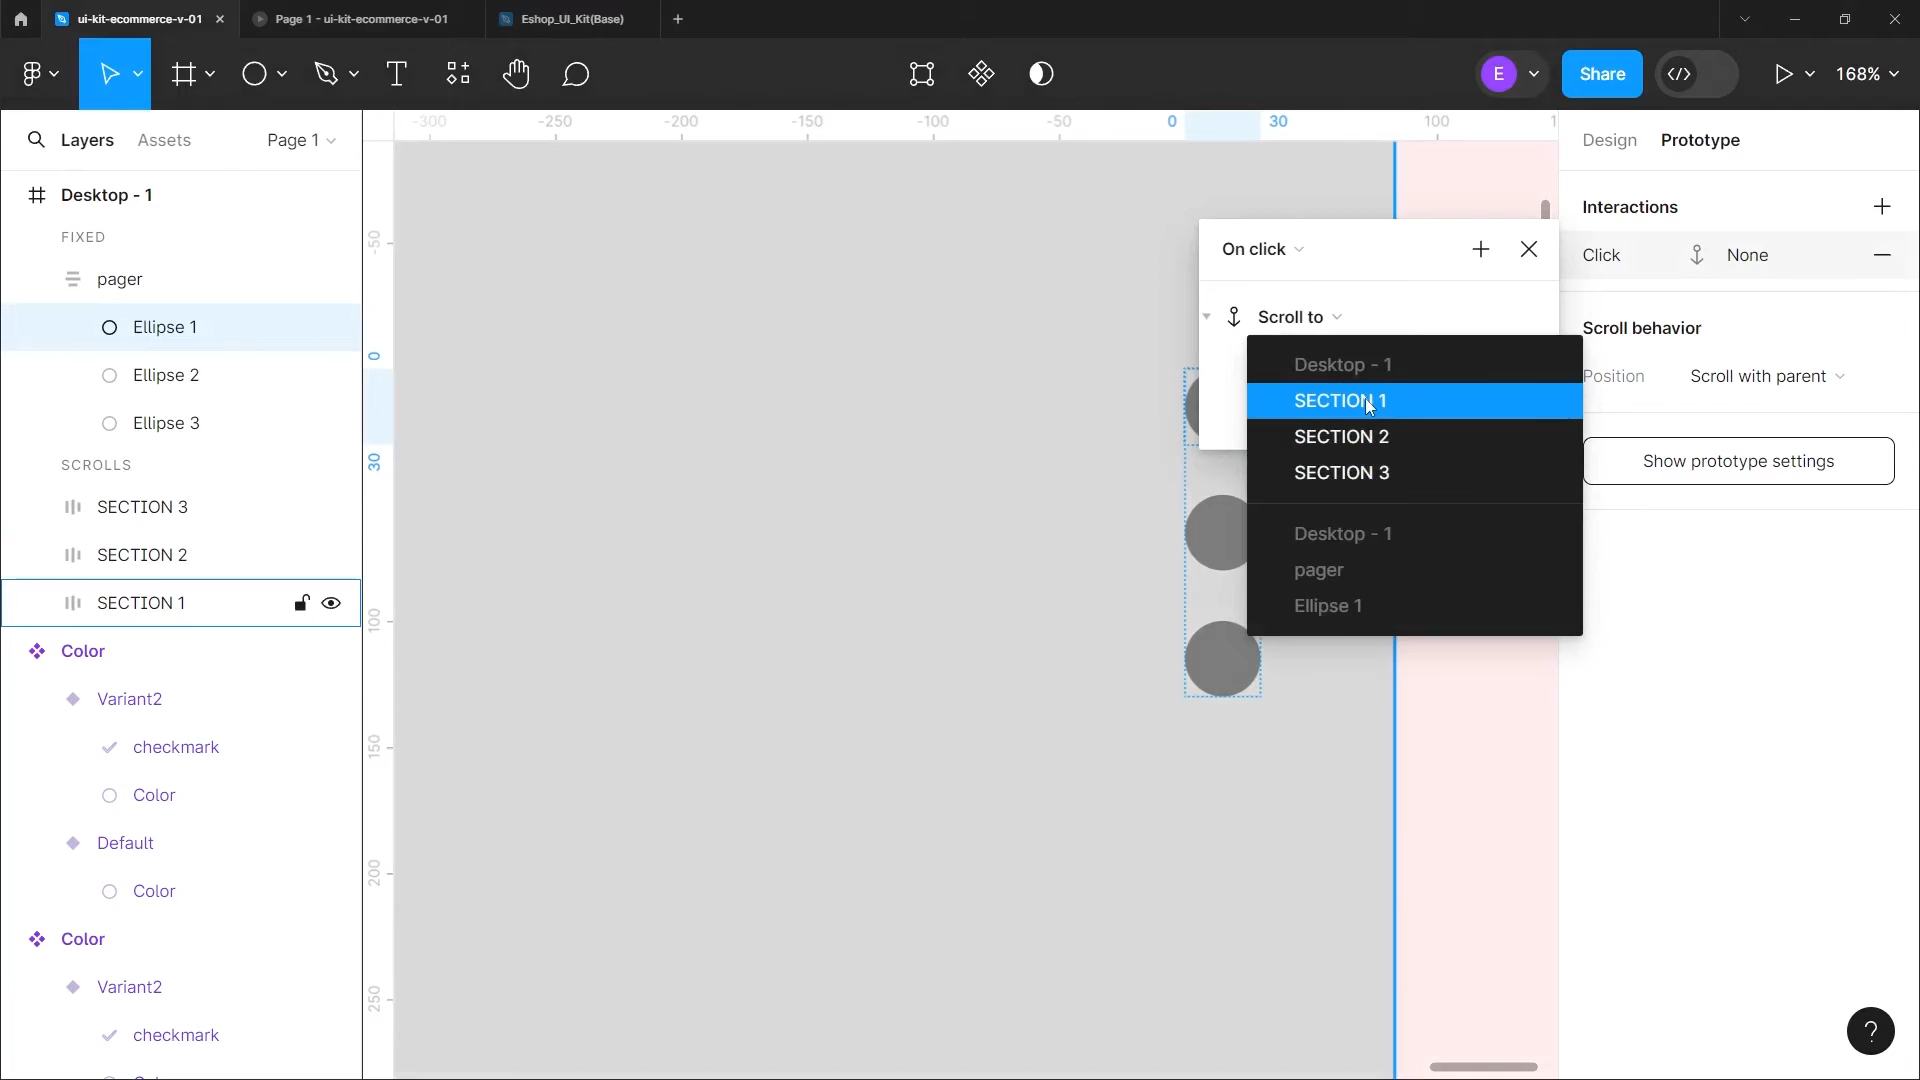 ui-kit-ecommerce-v-01
Page 1 - ui-kit-ecommerce-v-01
Eshop_UI_Kit(Base)
E
Share
168%
Layers
Assets
Page 1
-300
-250
-200
-150
-100
-50
0
30
100
1
Design
Prototype
Desktop - 1
FIXED
pager
Ellipse 1
Ellipse 2
Ellipse 3
SCROLLS
SECTION 3
SECTION 2
SECTION 1
Color
Variant2
checkmark
Color
Default
Color
Color
Variant2
checkmark
-50
0
30
100
150
200
250
On click
Scroll to
Desktop - 1
SECTION 1
SECTION 2
SECTION 3
Desktop - 1
pager
Ellipse 1
Interactions
Click
None
Scroll behavior
Position
Scroll with parent
Show prototype settings
?